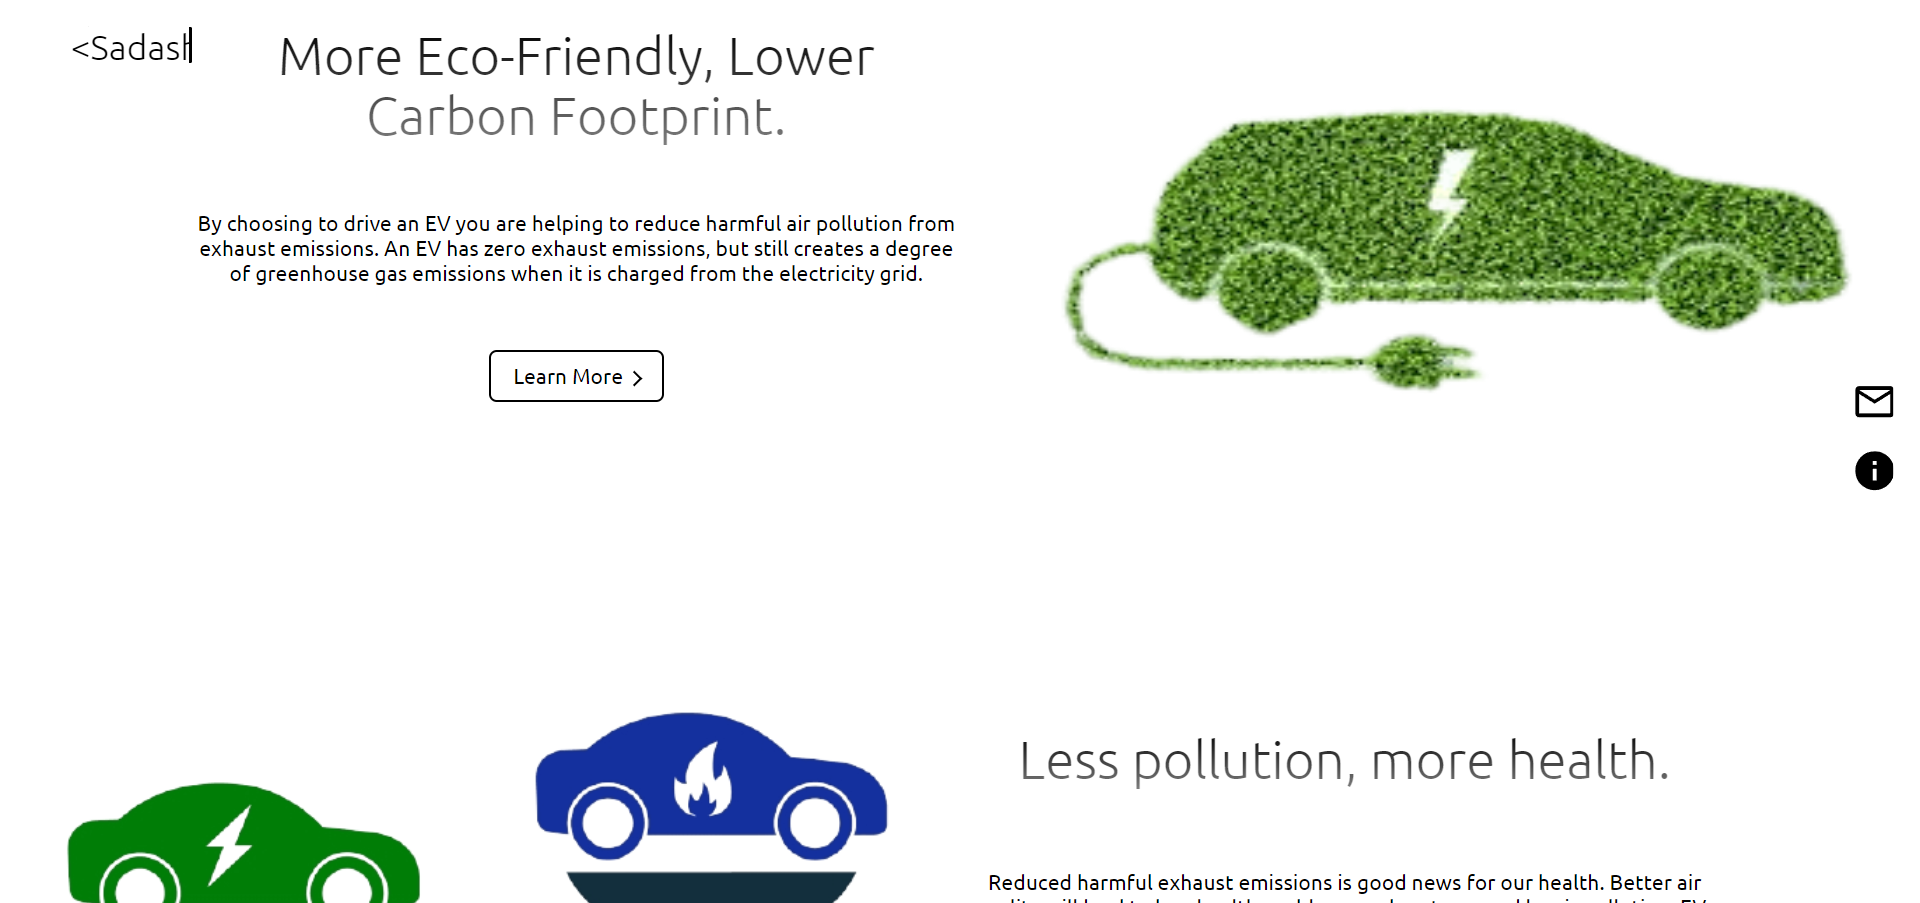 <Sadash
More Eco-Friendly, Lower
Carbon Footprint.
By choosing to drive an EV you are helping to reduce harmful air pollution from
exhaust emissions. An EV has zero exhaust emissions, but still creates a degree
of greenhouse gas emissions when it is charged from the electricity grid.
Learn More
Less pollution, more health.
Reduced harmful exhaust emissions is good news for our health. Better air